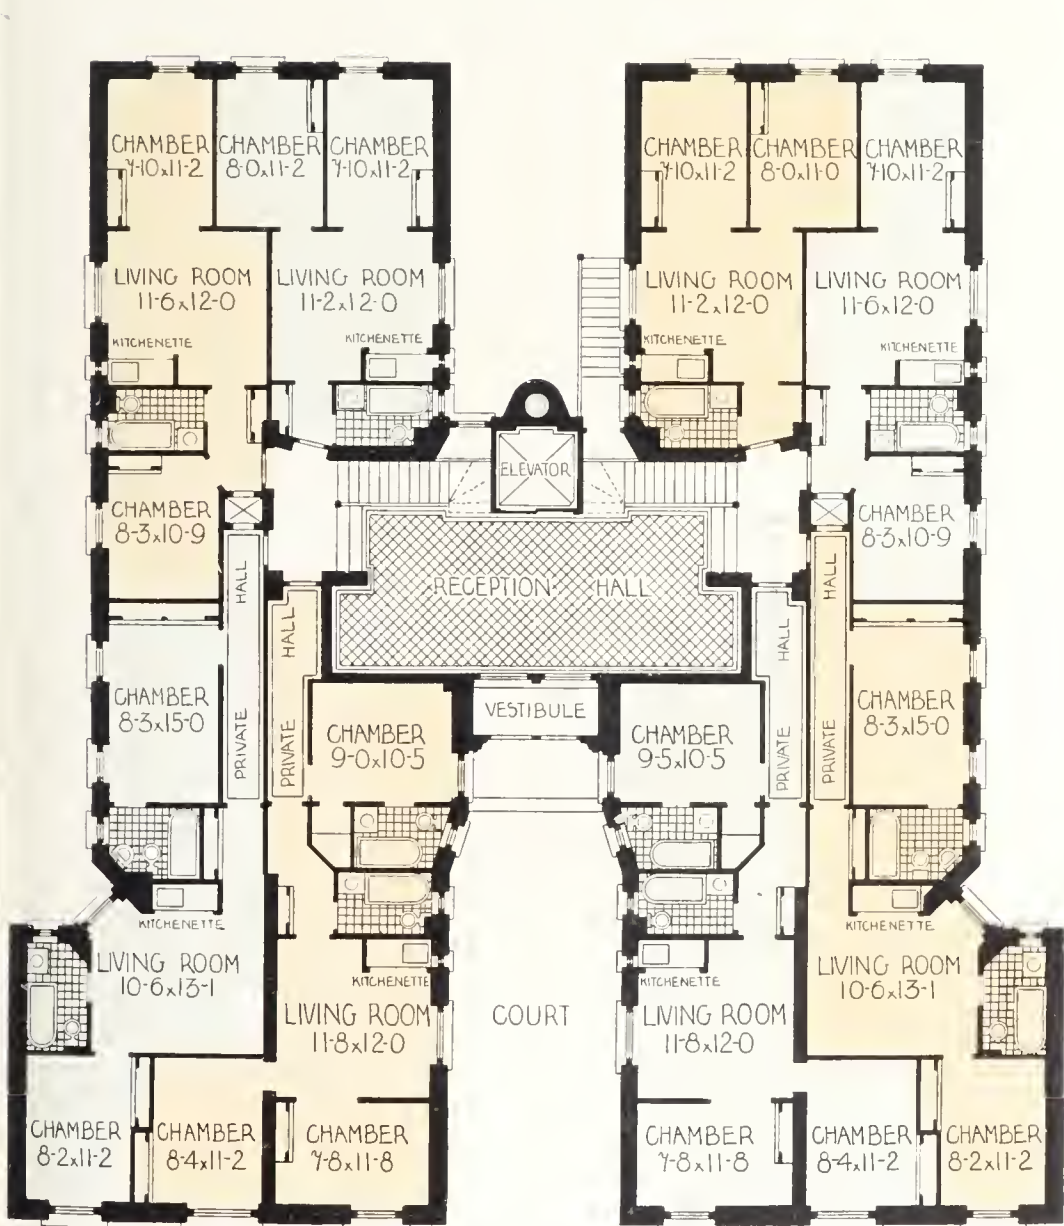 CHAMBER
7-10x11-2
CHAMBER
8-0x11-2
CHAMBER
7-10x11-2
CHAMBER
7-10x11-2
CHAMBER
8-0x11-0
CHAMBER
7-10x11-2
LIVING ROOM
11-6x12-0
LIVING ROOM
11-2x12-0
LIVING ROOM
11-2x12-0
LIVING ROOM
11-6x12-0
KITCHENETTE
KITCHENETTE
KITCHENETTE
KITCHENETTE
ELEVATOR
CHAMBER
8-3x10-9
CHAMBER
8-3x10-9
RECEPTION HALL
PRIVATE HALL
PRIVATE HALL
PRIVATE HALL
PRIVATE HALL
CHAMBER
8-3x15-0
CHAMBER
9-0x10-5
VESTIBULE
CHAMBER
9-5x10-5
CHAMBER
8-3x15-0
KITCHENETTE
KITCHENETTE
LIVING ROOM
10-6x13-1
LIVING ROOM
10-6x13-1
KITCHENETTE
KITCHENETTE
LIVING ROOM
11-8x12-0
COURT
LIVING ROOM
11-8x12-0
CHAMBER
8-2x11-2
CHAMBER
8-4x11-2
CHAMBER
7-8x11-8
CHAMBER
7-8x11-8
CHAMBER
8-4x11-2
CHAMBER
8-2x11-2